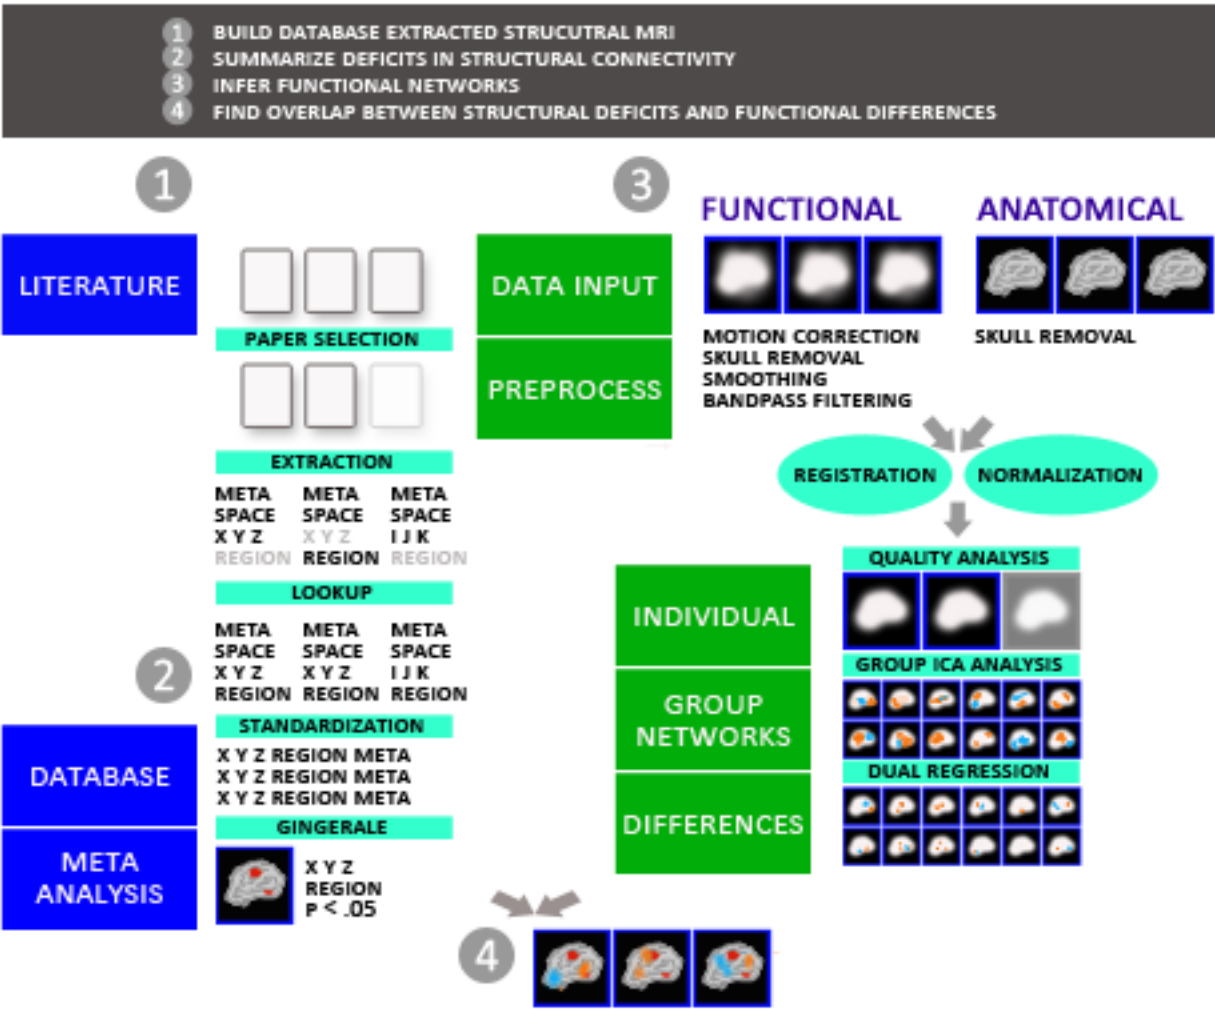 1 BUILD DATABASE EXTRACTED STRUCUTRAL MRI
2 SUMMARIZE DEFICITS IN STRUCTURAL CONNECTIVITY
3 INFER FUNCTIONAL NETWORKS
4 FIND OVERLAP BETWEEN STRUCTURAL DEFICITS AND FUNCTIONAL DIFFERENCES
1
LITERATURE
PAPER SELECTION
EXTRACTION
META META META
SPACE SPACE SPACE
X Y Z X Y Z I J K
REGION REGION REGION
LOOKUP
META META META
SPACE SPACE SPACE
X Y Z X Y Z I J K
REGION REGION REGION
2
STANDARDIZATION
DATABASE
X Y Z REGION META
X Y Z REGION META
X Y Z REGION META
GINGERALE
META
ANALYSIS
X Y Z
REGION
P < .05
3
FUNCTIONAL
ANATOMICAL
DATA INPUT
PREPROCESS
MOTION CORRECTION
SKULL REMOVAL
SMOOTHING
BANDPASS FILTERING
SKULL REMOVAL
REGISTRATION
NORMALIZATION
QUALITY ANALYSIS
INDIVIDUAL
GROUP ICA ANALYSIS
GROUP
NETWORKS
DUAL REGRESSION
DIFFERENCES
4